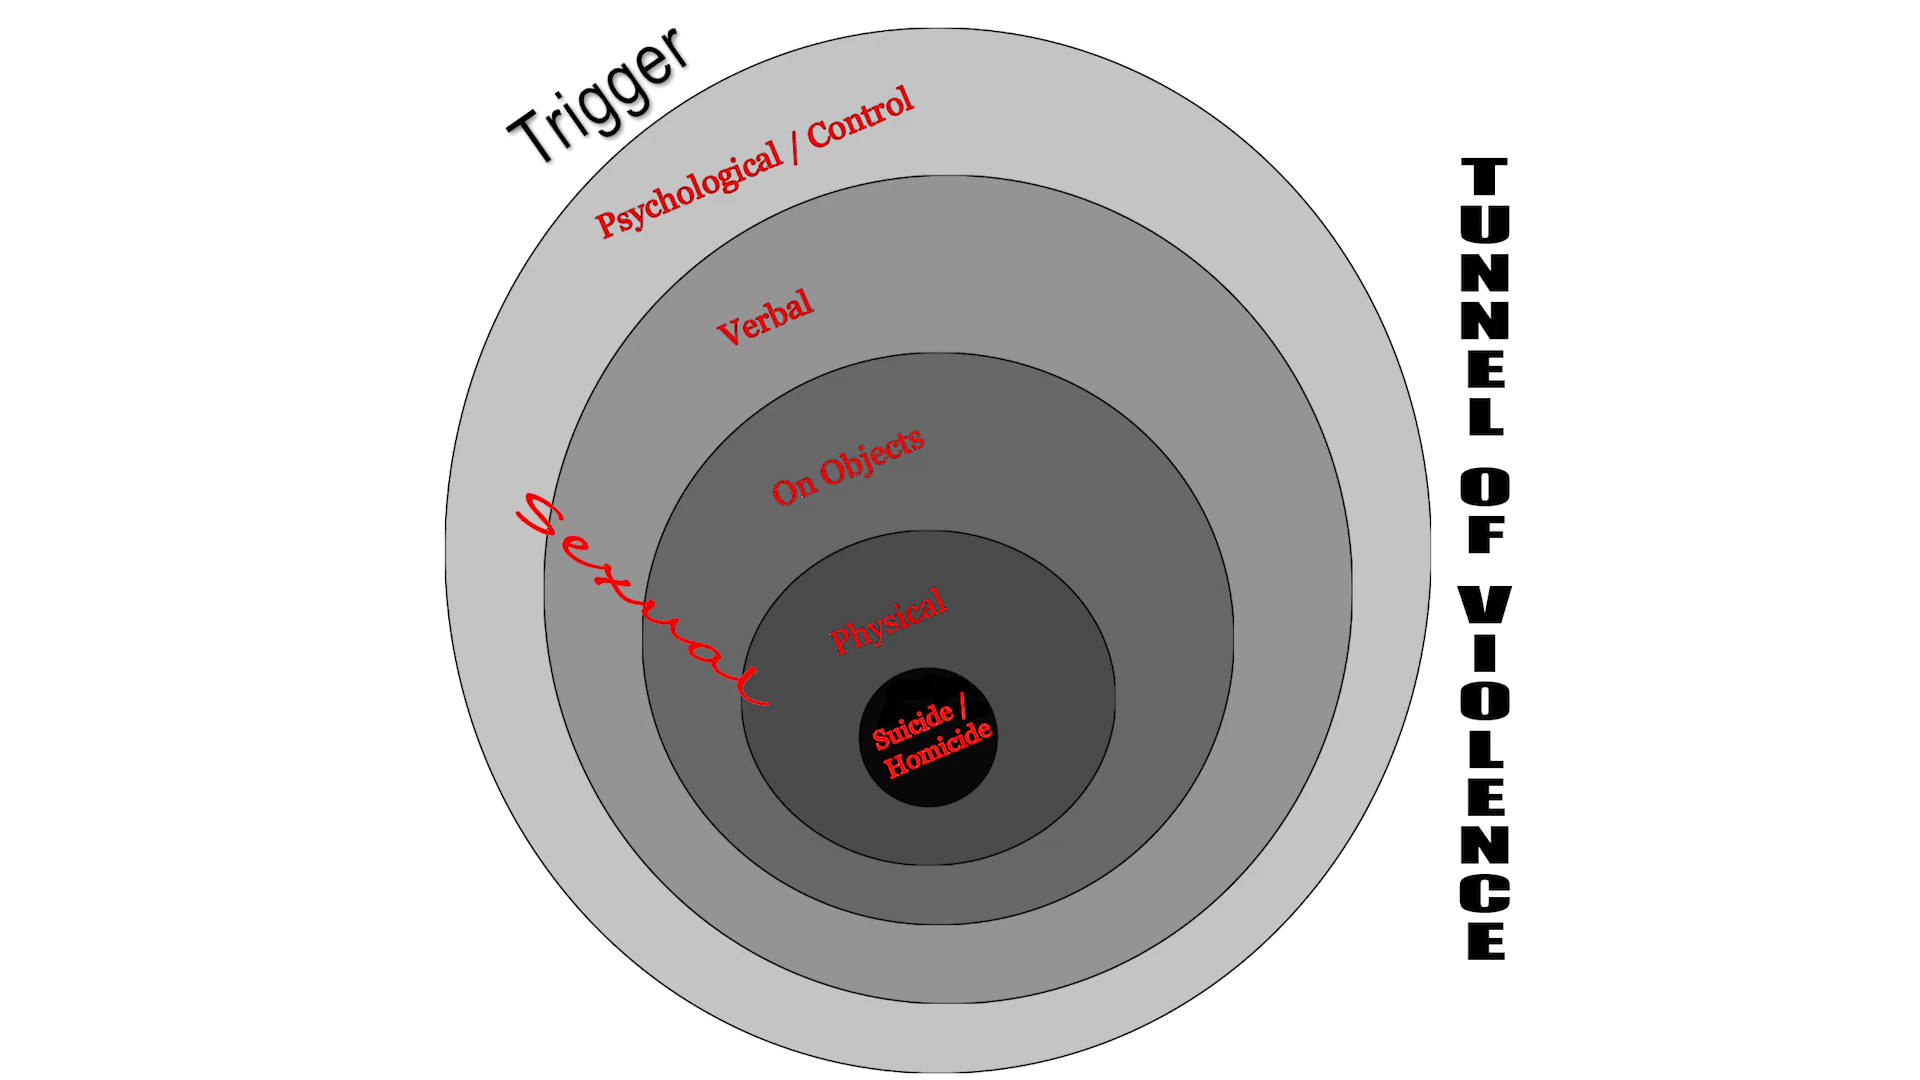 Trigger
Psychological / Control
Verbal
On Objects
Sexual
Physical
Suicide /
Homicide
TUNNEL OF VIOLENCE